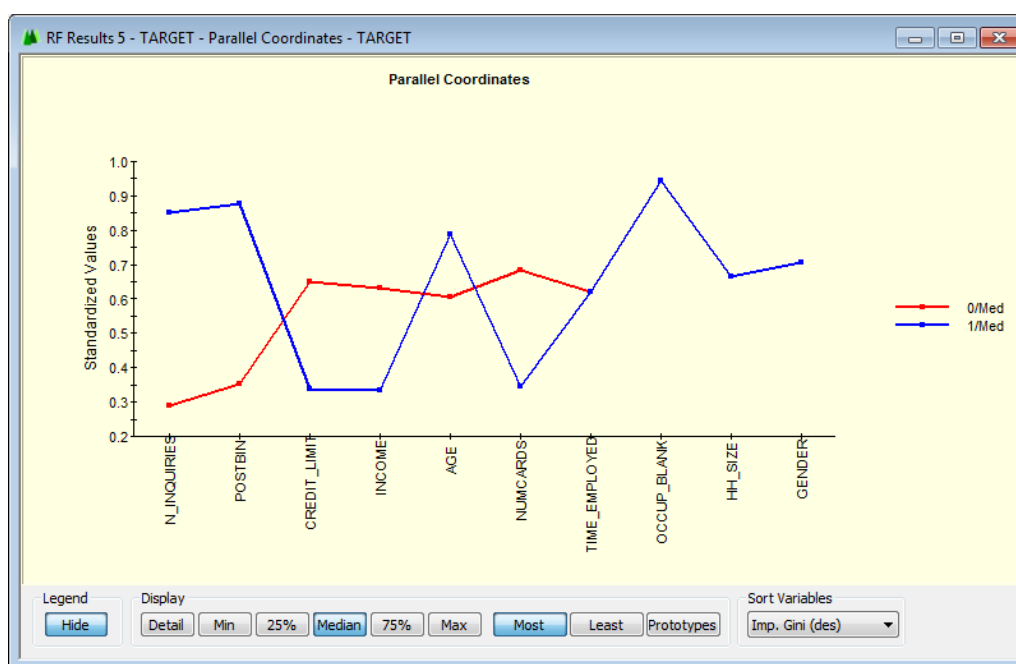 RF Results 5 - TARGET - Parallel Coordinates - TARGET
Parallel Coordinates
1.0
0.9
0.8
0.7
0.6
0.5
0.4
0.3
0.2
Standardized Values
0/Med
1/Med
N_INQUIRIES
POSTBIN
CREDIT_LIMIT
INCOME
AGE
NUMCARDS
TIME_EMPLOYED
OCCUP_BLANK
HH_SIZE
GENDER
Legend
Display
Sort Variables
Hide
Detail Min 25% Median 75% Max Most Least Prototypes
Imp. Gini (des)